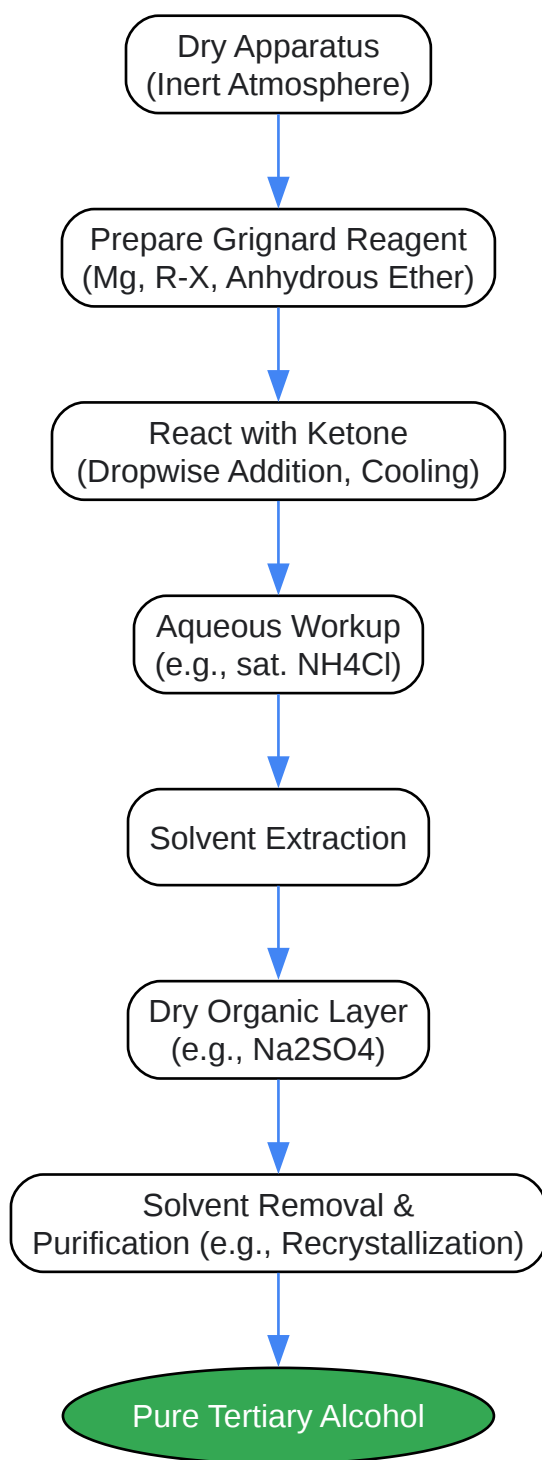 Dry Apparatus
(Inert Atmosphere)
Prepare Grignard Reagent
(Mg, R-X, Anhydrous Ether)
React with Ketone
(Dropwise Addition, Cooling)
Aqueous Workup
(e.g., sat. NH4Cl)
Solvent Extraction
Dry Organic Layer
(e.g., Na2SO4)
Solvent Removal &
Purification (e.g., Recrystallization)
Pure Tertiary Alcohol